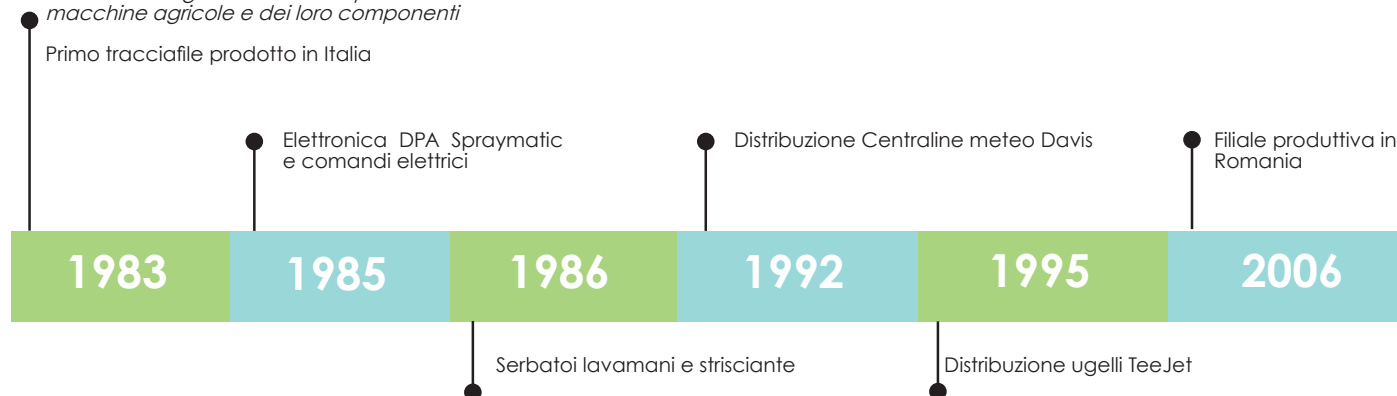 macchine agricole e dei loro componenti
Primo tracciafile prodotto in Italia
Elettronica DPA Spraymatic
e comandi elettrici
Distribuzione Centraline meteo Davis
Filiale produttiva in
Romania
1983
1985
1986
1992
1995
2006
Serbatoi lavamani e strisciante
Distribuzione ugelli TeeJet